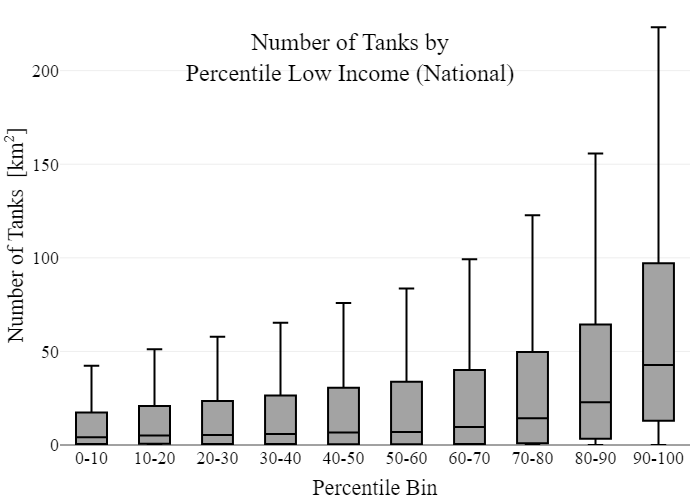 Number of Tanks by
Percentile Low Income (National)
Number of Tanks [km²]
200
150
100
50
0
0-10 10-20 20-30 30-40 40-50 50-60 60-70 70-80 80-90 90-100
Percentile Bin